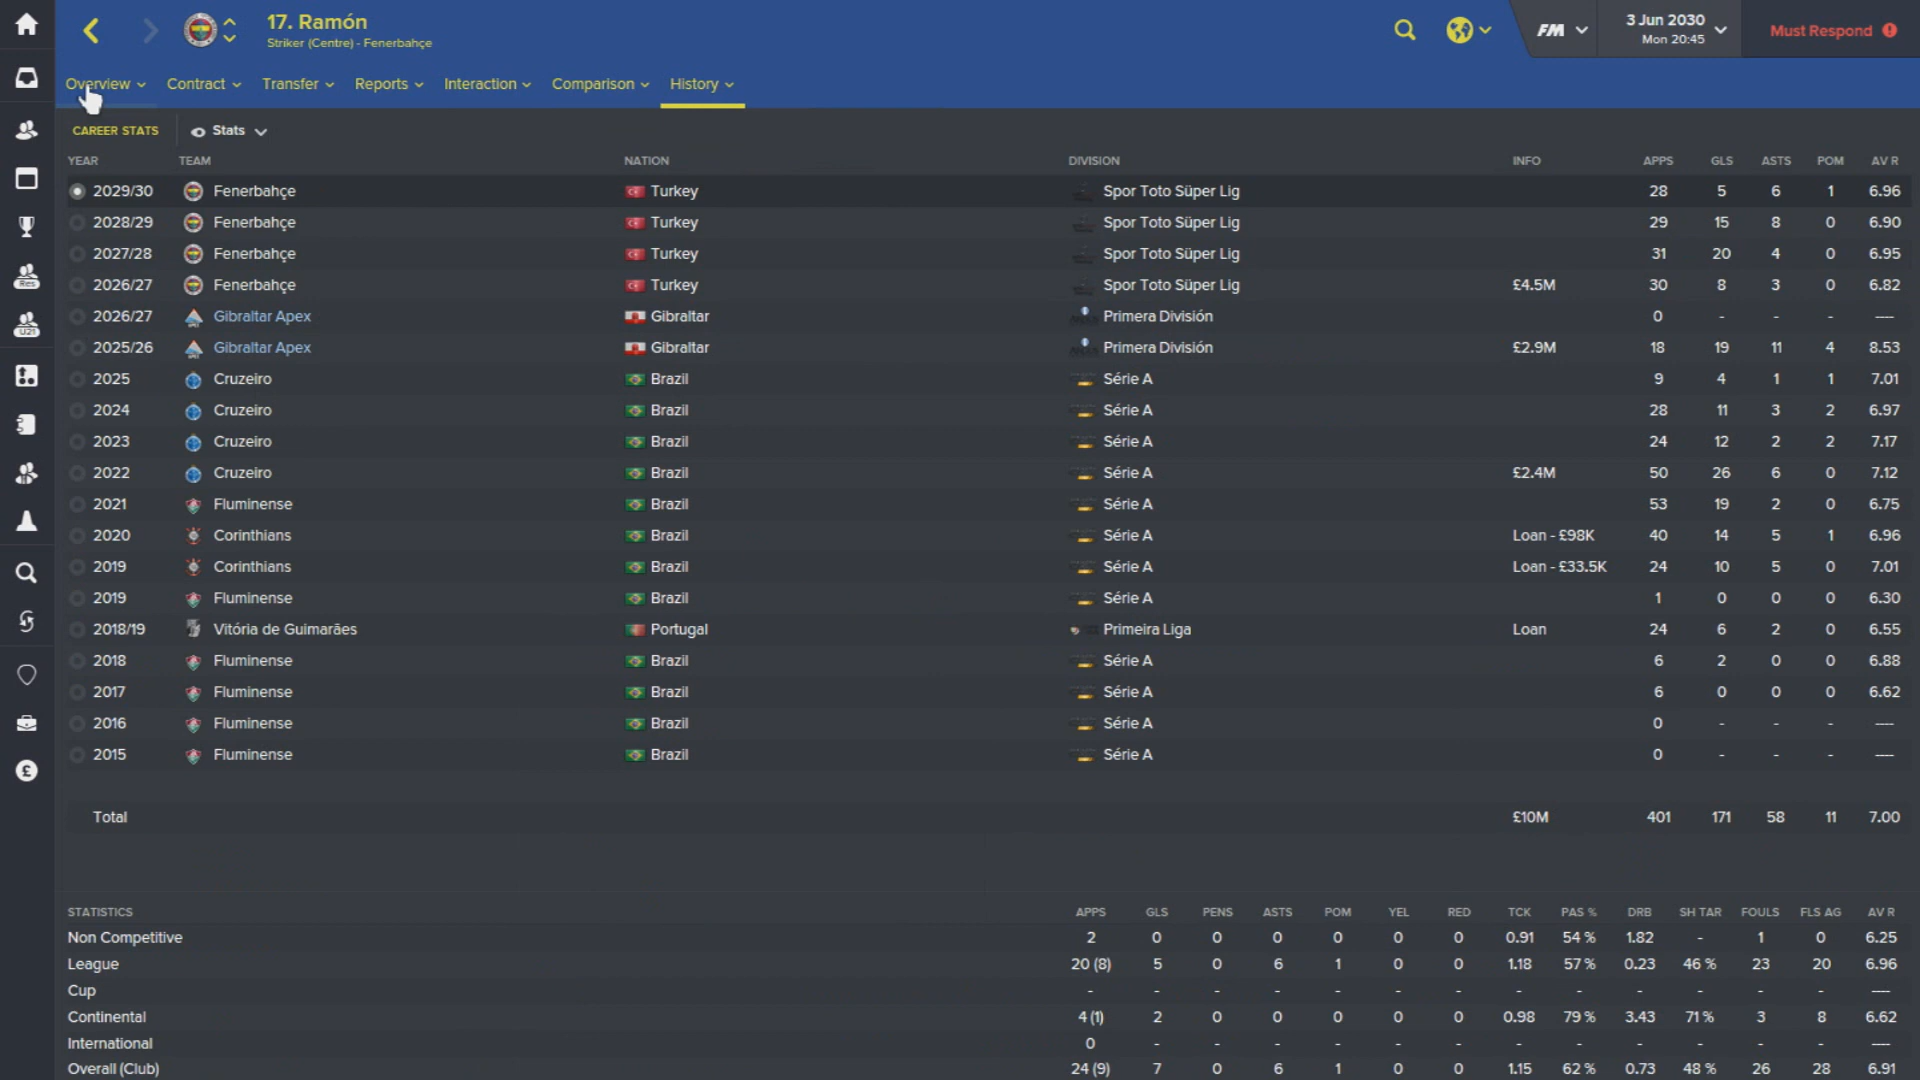 17. Ramón
Striker (Centre) - Fenerbahçe
FM
3 Jun 2030
Mon 20:45
Must Respond
Overview Contract Transfer Reports Interaction Comparison History
CAREER STATS Stats
YEAR TEAM NATION DIVISION INFO APPS GLS ASTS POM AV R
2029/30 Fenerbahçe Turkey Spor Toto Süper Lig 28 5 6 1 6.96
2028/29 Fenerbahçe Turkey Spor Toto Süper Lig 29 15 8 0 6.90
2027/28 Fenerbahçe Turkey Spor Toto Süper Lig 31 20 4 0 6.95
2026/27 Fenerbahçe Turkey Spor Toto Süper Lig £4.5M 30 8 3 0 6.82
2026/27 Gibraltar Apex Gibraltar Primera División 0 - - - ----
2025/26 Gibraltar Apex Gibraltar Primera División £2.9M 18 19 11 4 8.53
2025 Cruzeiro Brazil Série A 9 4 1 1 7.01
2024 Cruzeiro Brazil Série A 28 11 3 2 6.97
2023 Cruzeiro Brazil Série A 24 12 2 2 7.17
2022 Cruzeiro Brazil Série A £2.4M 50 26 6 0 7.12
2021 Fluminense Brazil Série A 53 19 2 0 6.75
2020 Corinthians Brazil Série A Loan - £98K 40 14 5 1 6.96
2019 Corinthians Brazil Série A Loan - £33.5K 24 10 5 0 7.01
2019 Fluminense Brazil Série A 1 0 0 0 6.30
2018/19 Vitória de Guimarães Portugal Primeira Liga Loan 24 6 2 0 6.55
2018 Fluminense Brazil Série A 6 2 0 0 6.88
2017 Fluminense Brazil Série A 6 0 0 0 6.62
2016 Fluminense Brazil Série A 0 - - - ----
2015 Fluminense Brazil Série A 0 - - - ----
Total £10M 401 171 58 11 7.00
STATISTICS APPS GLS PENS ASTS POM YEL RED TCK PAS % DRB SH TAR FOULS FLS AG AV R
Non Competitive 2 0 0 0 0 0 0 0.91 54 % 1.82 - 1 0 6.25
League 20 (8) 5 0 6 1 0 0 1.18 57 % 0.23 46 % 23 20 6.96
Cup - - - - - - - - - - - - - ----
Continental 4 (1) 2 0 0 0 0 0 0.98 79 % 3.43 71 % 3 8 6.62
International 0 - - - - - - - - - - - - ----
Overall (Club) 24 (9) 7 0 6 1 0 0 1.15 62 % 0.73 48 % 26 28 6.91
Res
U21